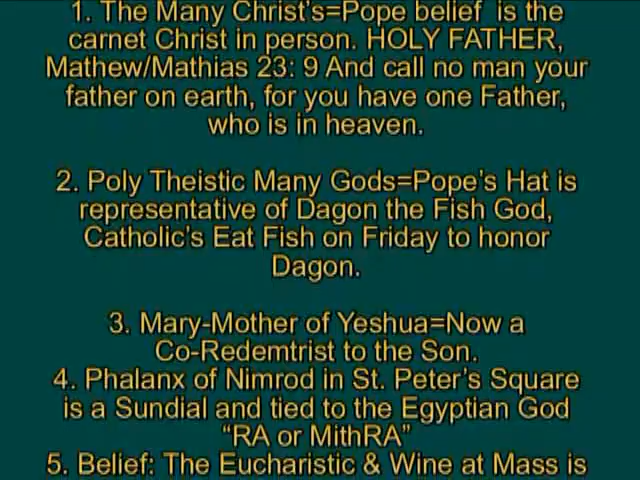 1. The Many Christ's=Pope belief is the
carnet Christ in person. HOLY FATHER,
Mathew/Mathias 23: 9 And call no man your
father on earth, for you have one Father,
who is in heaven.
2. Poly Theistic Many Gods=Pope's Hat is
representative of Dagon the Fish God,
Catholic's Eat Fish on Friday to honor
Dagon.
3. Mary-Mother of Yeshua=Now a
Co-Redemtrist to the Son.
4. Phalanx of Nimrod in St. Peter's Square
is a Sundial and tied to the Egyptian God
“RA or MithRA”
5. Belief: The Eucharistic & Wine at Mass is